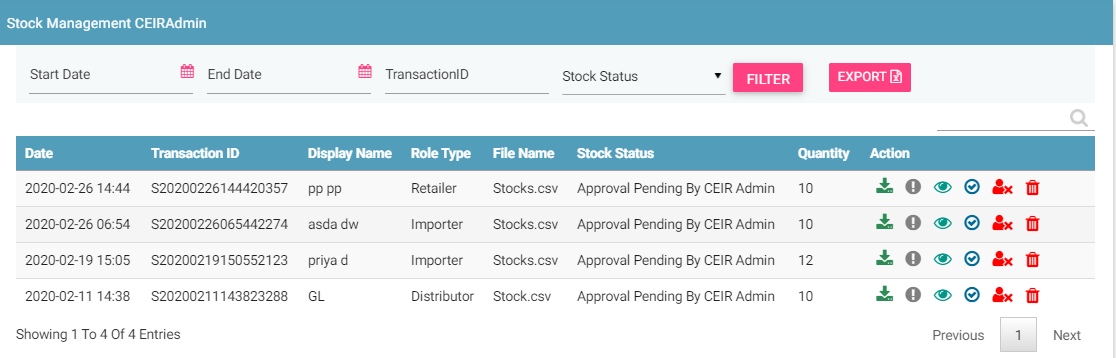 Stock Management CEIRAdmin
Start Date End Date TransactionID Stock Status FILTER EXPORT
Date Transaction ID Display Name Role Type File Name Stock Status Quantity Action
2020-02-26 14:44 S20200226144420357 pp pp Retailer Stocks.csv Approval Pending By CEIR Admin 10
2020-02-26 06:54 S20200226065442274 asda dw Importer Stocks.csv Approval Pending By CEIR Admin 10
2020-02-19 15:05 S20200219150552123 priya d Importer Stocks.csv Approval Pending By CEIR Admin 12
2020-02-11 14:38 S20200211143823288 GL Distributor Stock.csv Approval Pending By CEIR Admin 10
Showing 1 To 4 Of 4 Entries Previous 1 Next